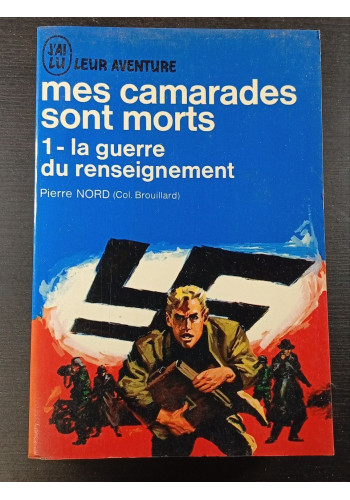 J'AI
LU
LEUR AVENTURE
mes camarades
sont morts
1 - la guerre
du renseignement
Pierre NORD (Col. Brouillard)